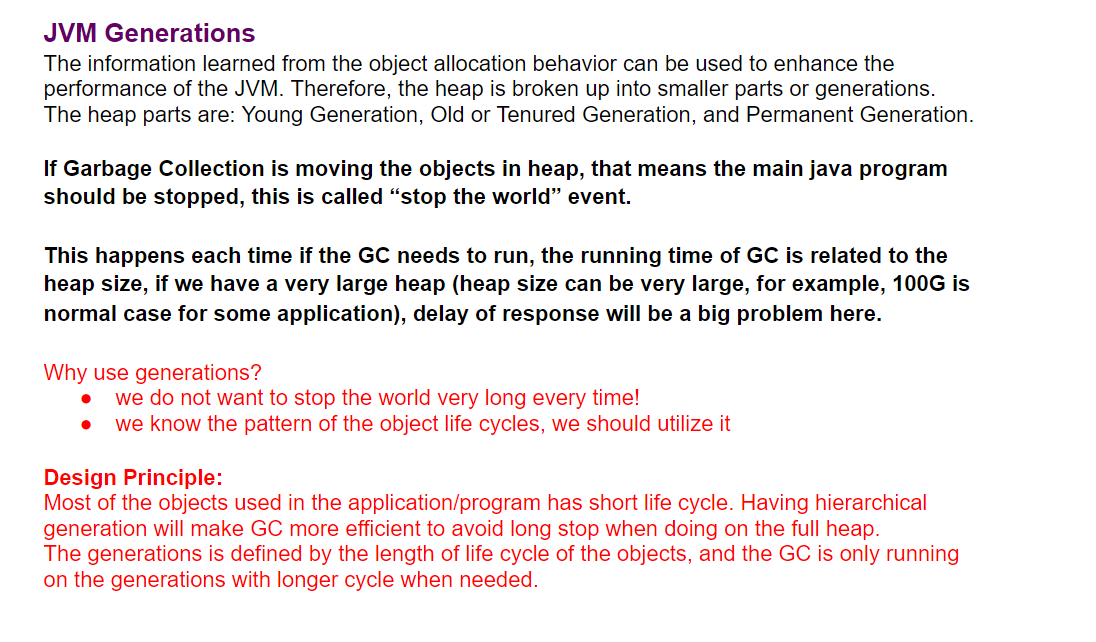 JVM Generations
The information learned from the object allocation behavior can be used to enhance the
performance of the JVM. Therefore, the heap is broken up into smaller parts or generations.
The heap parts are: Young Generation, Old or Tenured Generation, and Permanent Generation.
If Garbage Collection is moving the objects in heap, that means the main java program
should be stopped, this is called “stop the world” event.
This happens each time if the GC needs to run, the running time of GC is related to the
heap size, if we have a very large heap (heap size can be very large, for example, 100G is
normal case for some application), delay of response will be a big problem here.
Why use generations?
● we do not want to stop the world very long every time!
● we know the pattern of the object life cycles, we should utilize it
Design Principle:
Most of the objects used in the application/program has short life cycle. Having hierarchical
generation will make GC more efficient to avoid long stop when doing on the full heap.
The generations is defined by the length of life cycle of the objects, and the GC is only running
on the generations with longer cycle when needed.